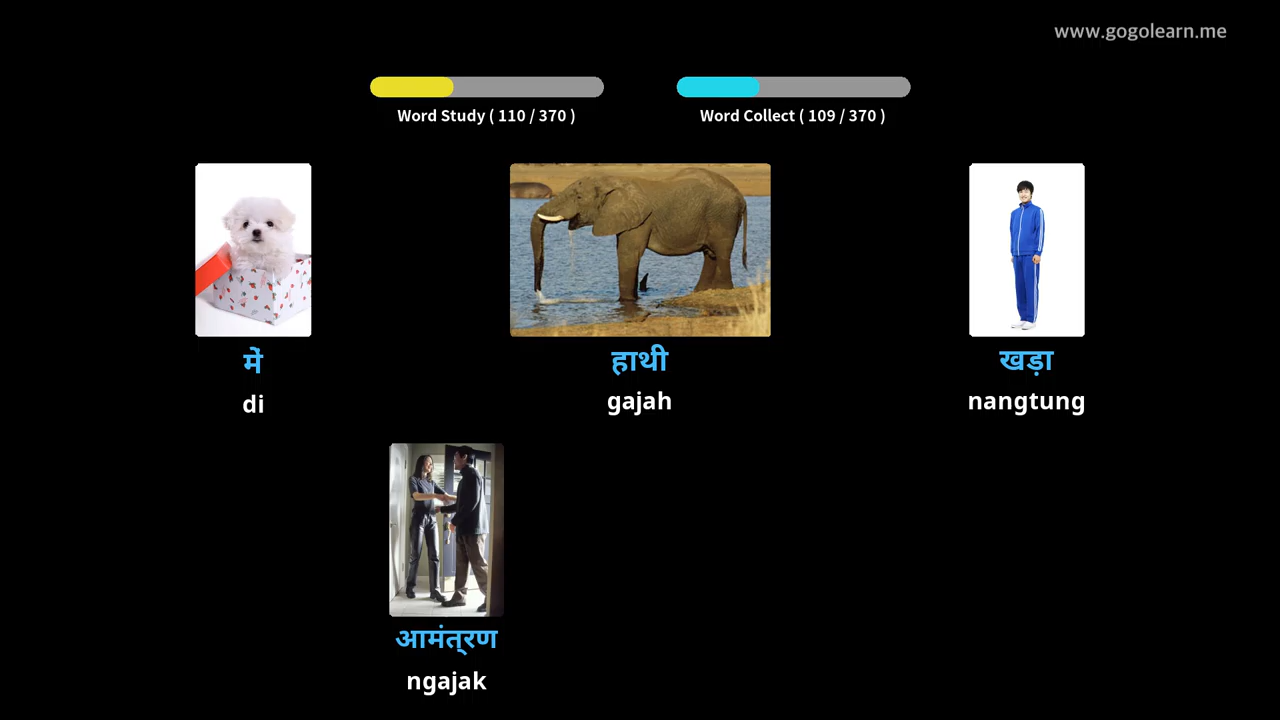 www.gogolearn.me
Word Study ( 110 / 370 )
Word Collect ( 109 / 370 )
में
हाथी
खड़ा
di
gajah
nangtung
आमंत्रण
ngajak